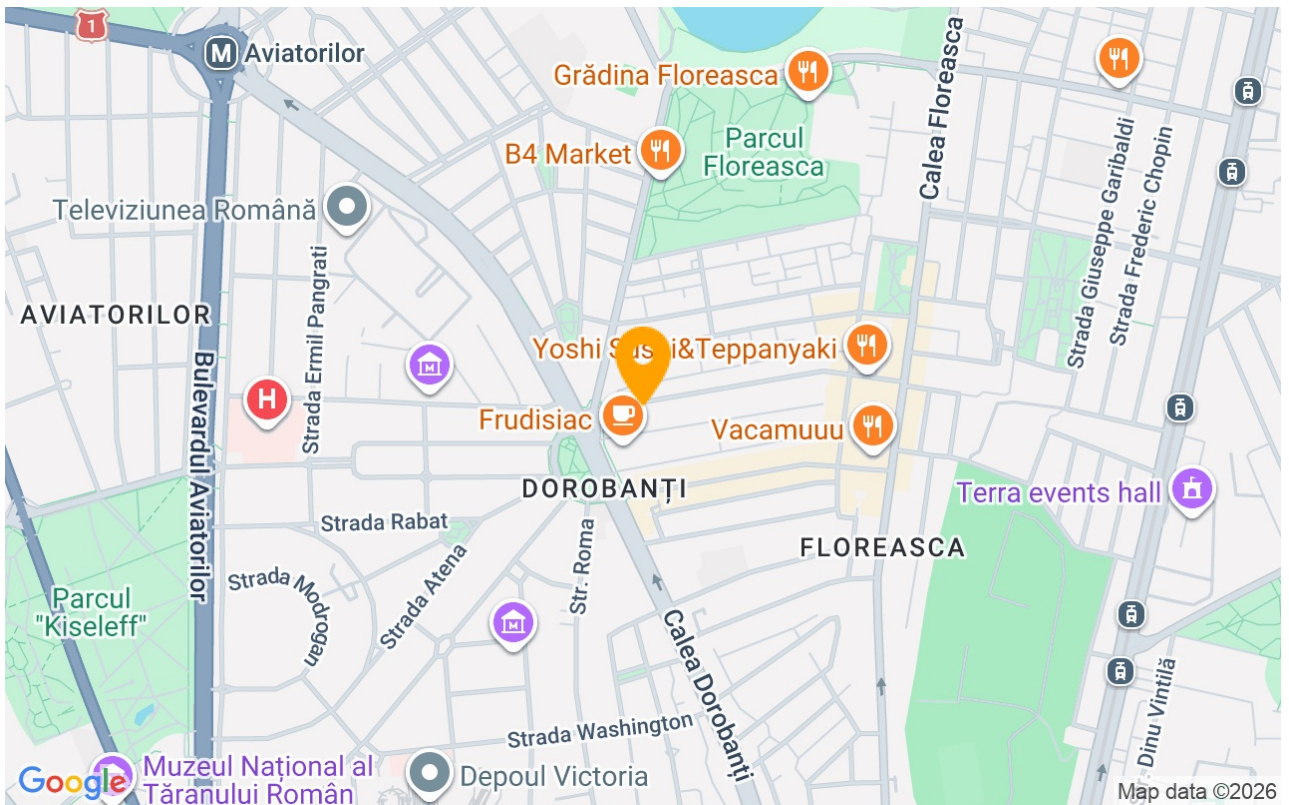 1
M Aviatorilor
Grădina Floreasca
Calea Floreasca
B4 Market
Parcul
Floreasca
Strada Giuseppe Garibaldi
Strada Frederic Chopin
Televiziunea Română
AVIATORILOR
Strada Ermil Pangrati
Bulevardul Aviatorilor
Yoshi &Teppanyaki
M
H
Frudisiac
Vacamuuu
DOROBANȚI
Terra events hall
Strada Rabat
FLOREASCA
Strada Modrogan
Strada Atena
Str. Roma
Parcul
"Kiseleff"
M
Calea Dorobanți
Strada Washington
Dinu Vintilă
Muzeul Național al
Țăranului Român
Depoul Victoria
Google
Map data ©2026